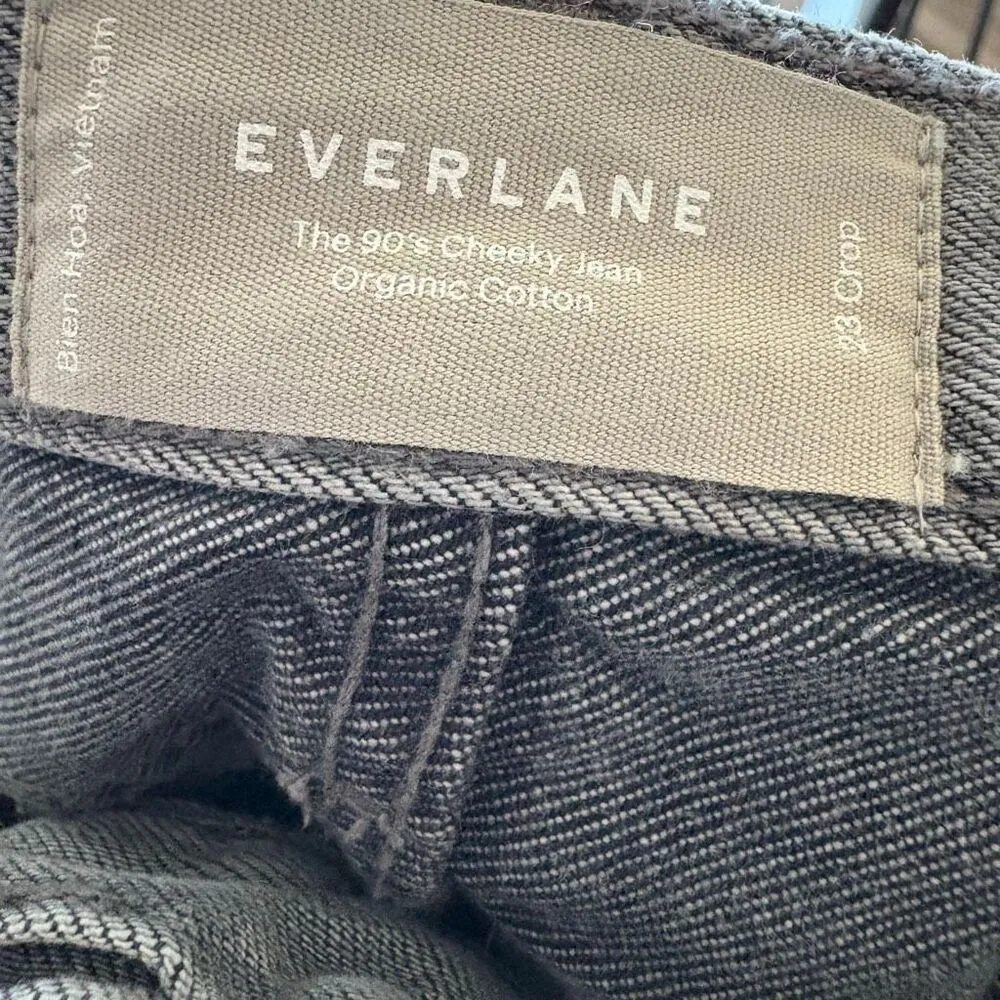 EVERLANE
The 90's Cheeky Jean
Organic Cotton
Bien Hoa, Vietnam
23 Crop